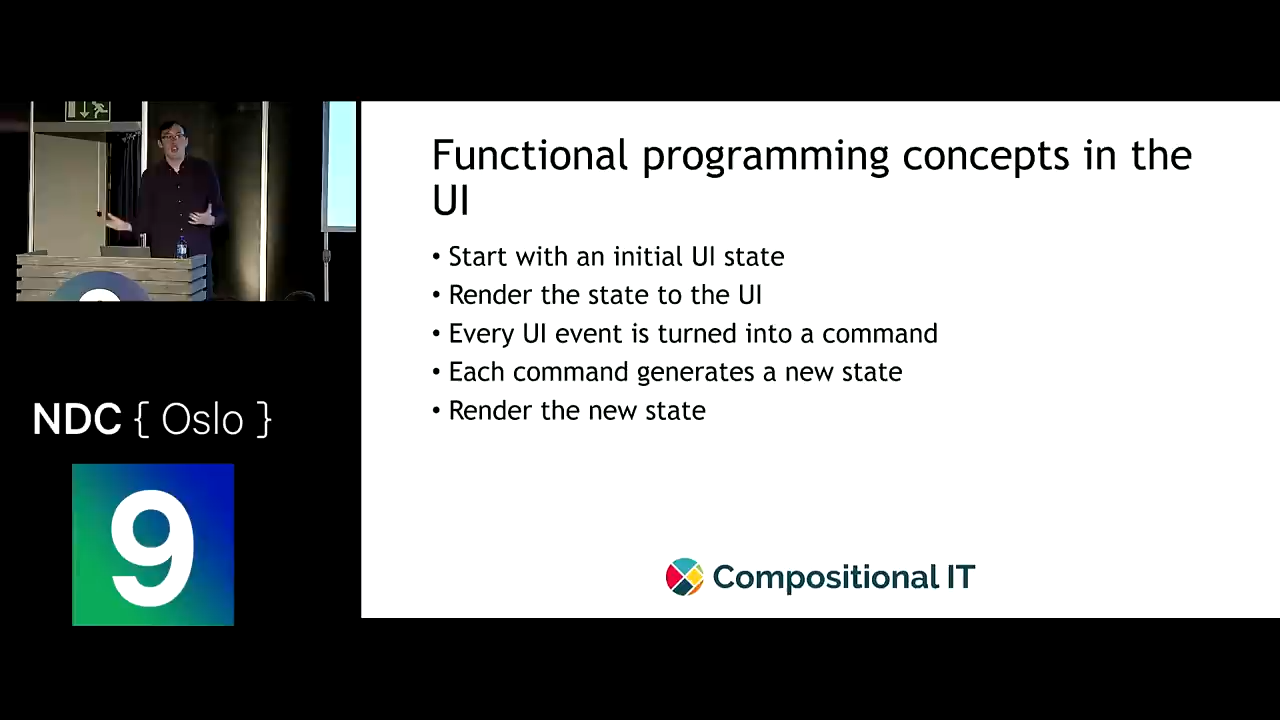 Functional programming concepts in the
UI
• Start with an initial UI state
• Render the state to the UI
• Every UI event is turned into a command
• Each command generates a new state
• Render the new state
Compositional IT
NDC { Oslo }
9